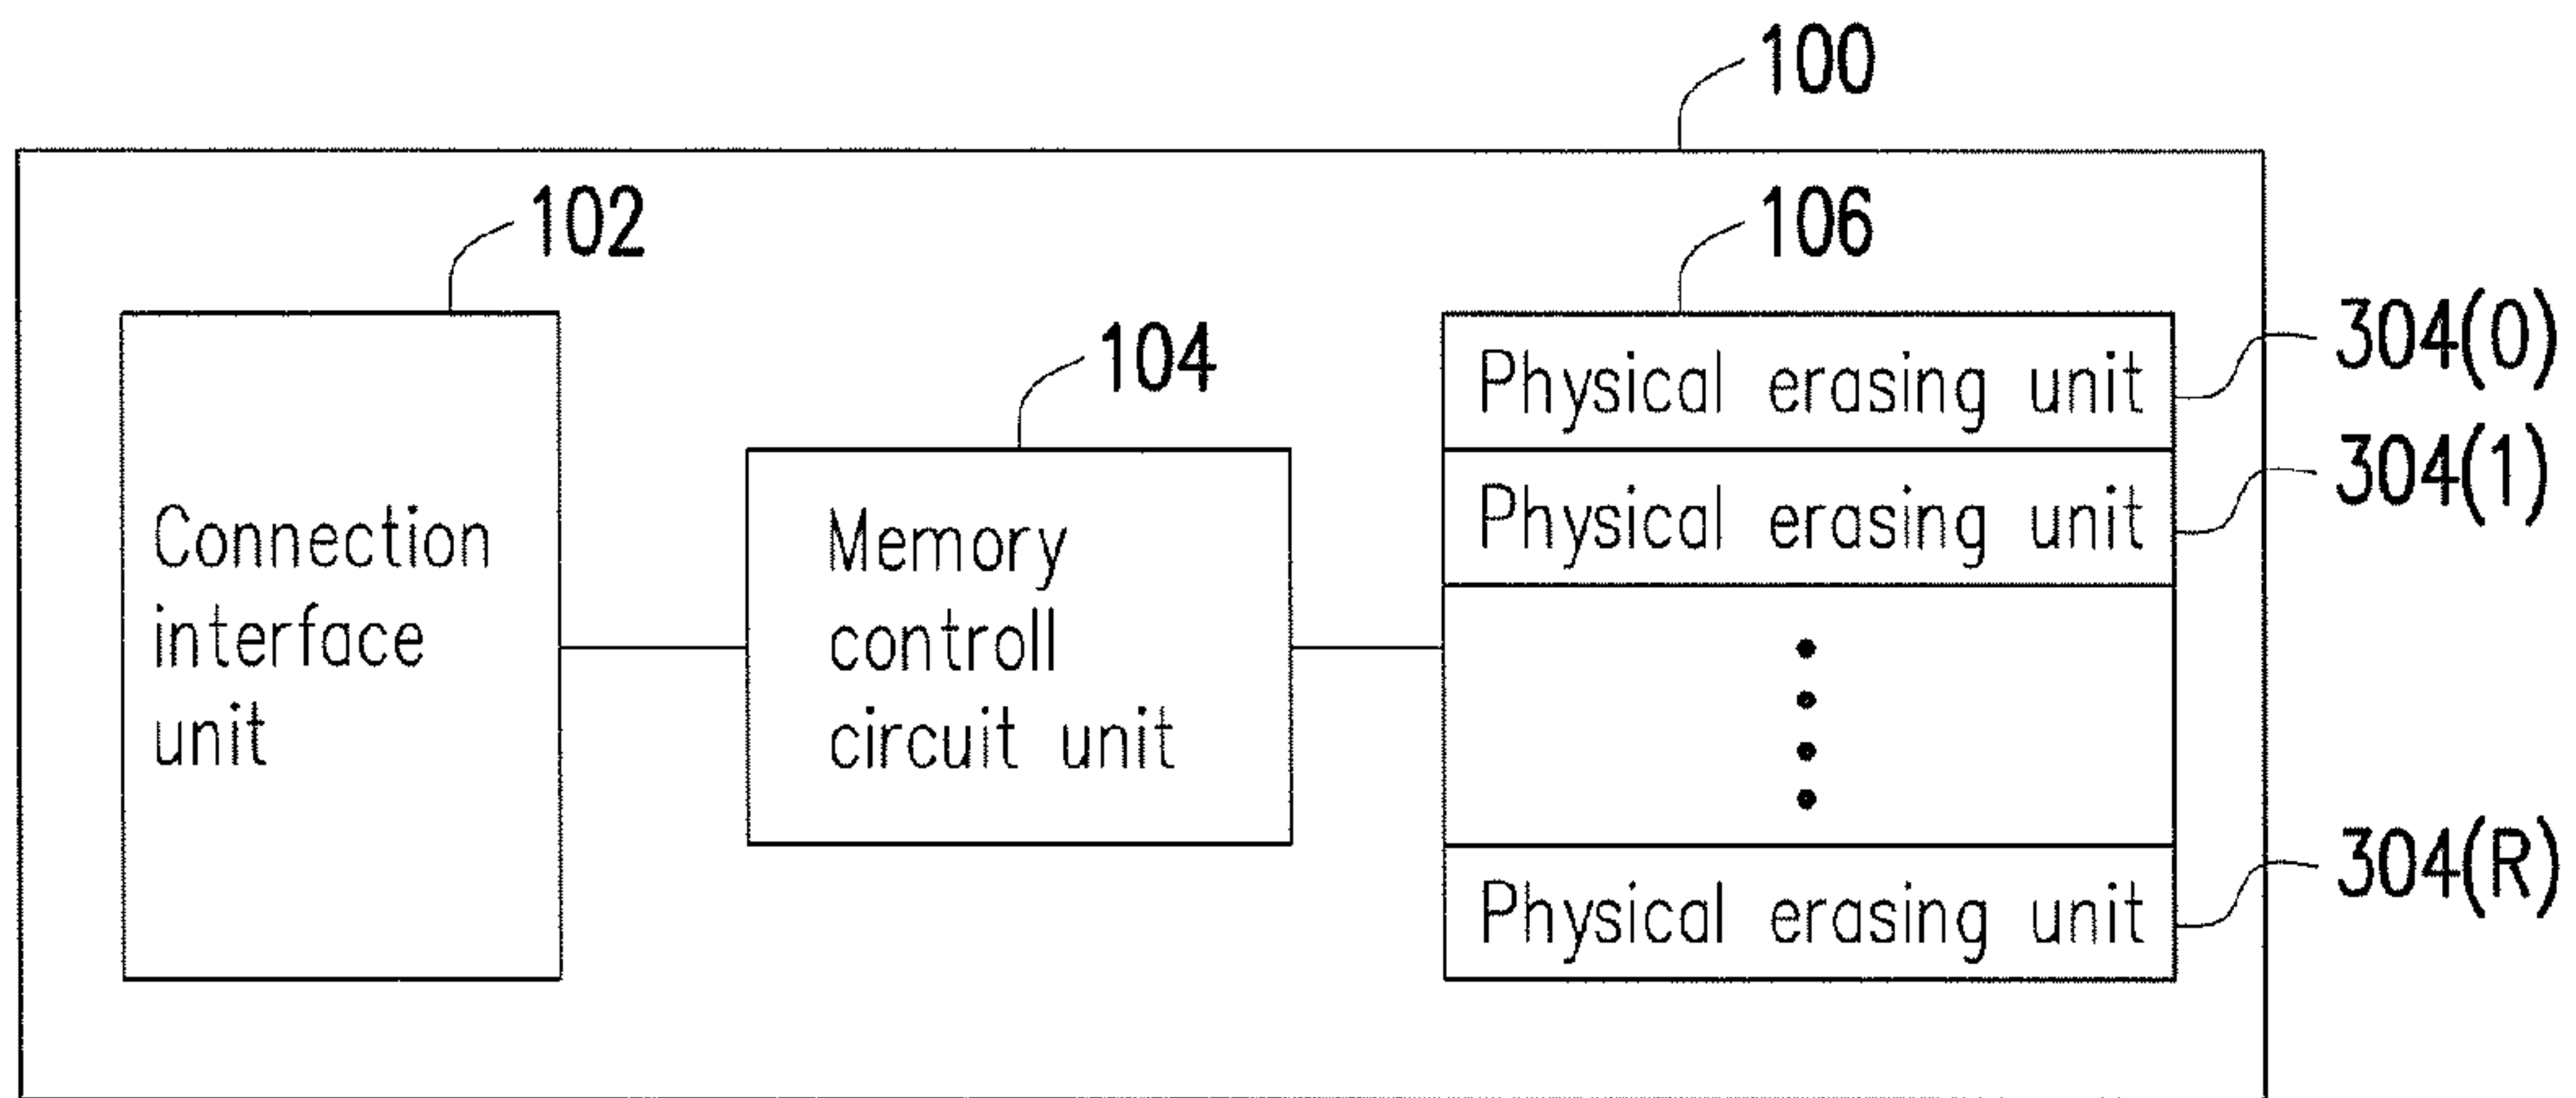 100
102
106
104
304(0)
Physical erasing unit
304(1)
Physical erasing unit
Connection
interface
unit
Memory
controll
circuit unit
304(R)
Physical erasing unit